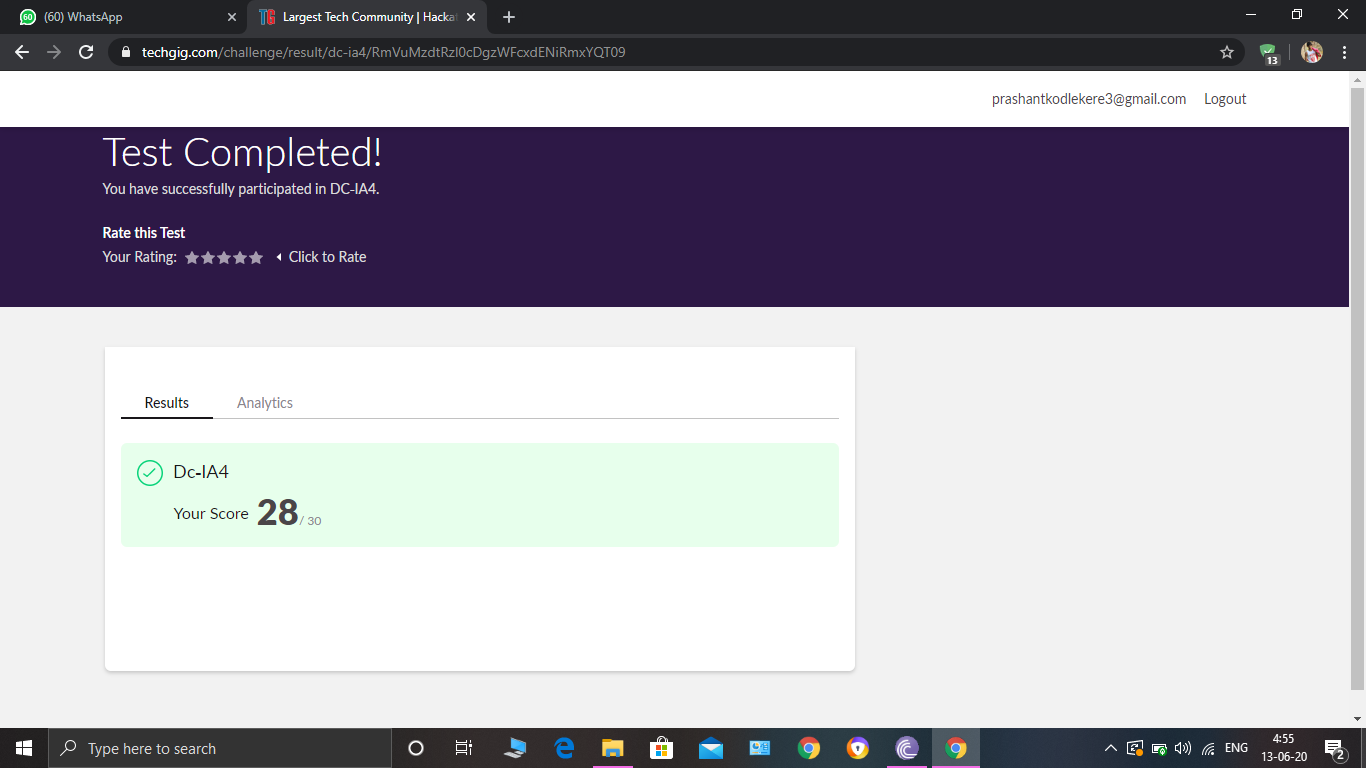 (60) WhatsApp
Largest Tech Community | Hacka
techgig.com/challenge/result/dc-ia4/RmVuMzdtRzl0cDgzWFcxdENiRmxYQT09
13
prashantkodlekere3@gmail.com Logout
Test Completed!
You have successfully participated in DC-IA4.
Rate this Test
Your Rating: Click to Rate
Results Analytics
Dc-IA4
Your Score 28/ 30
Type here to search
ENG
4:55
13-06-20
2